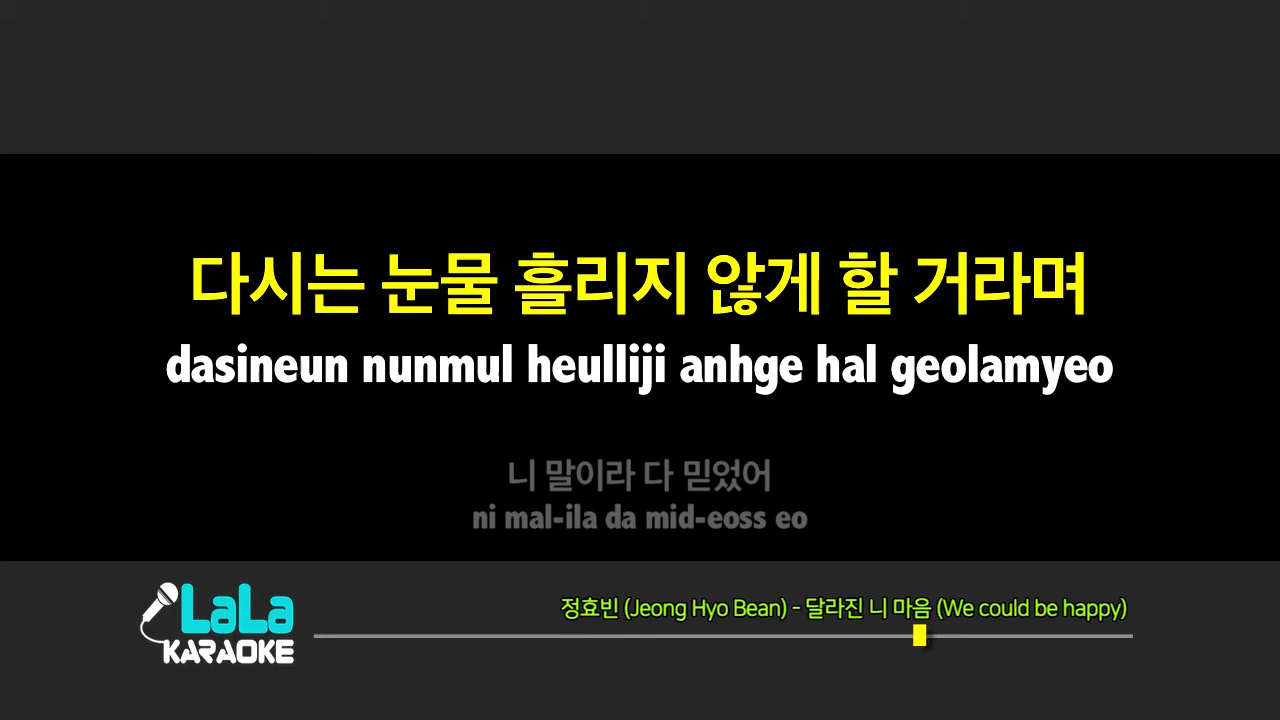 다시는 눈물 흘리지 않게 할 거라며
dasineun nunmul heulliji anhge hal geolamyeo
니 말이라 다 믿었어
ni mal-ila da mid-eoss eo
정효빈 (Jeong Hyo Bean) - 달라진 니 마음 (We could be happy)
LaLa
KARAOKE